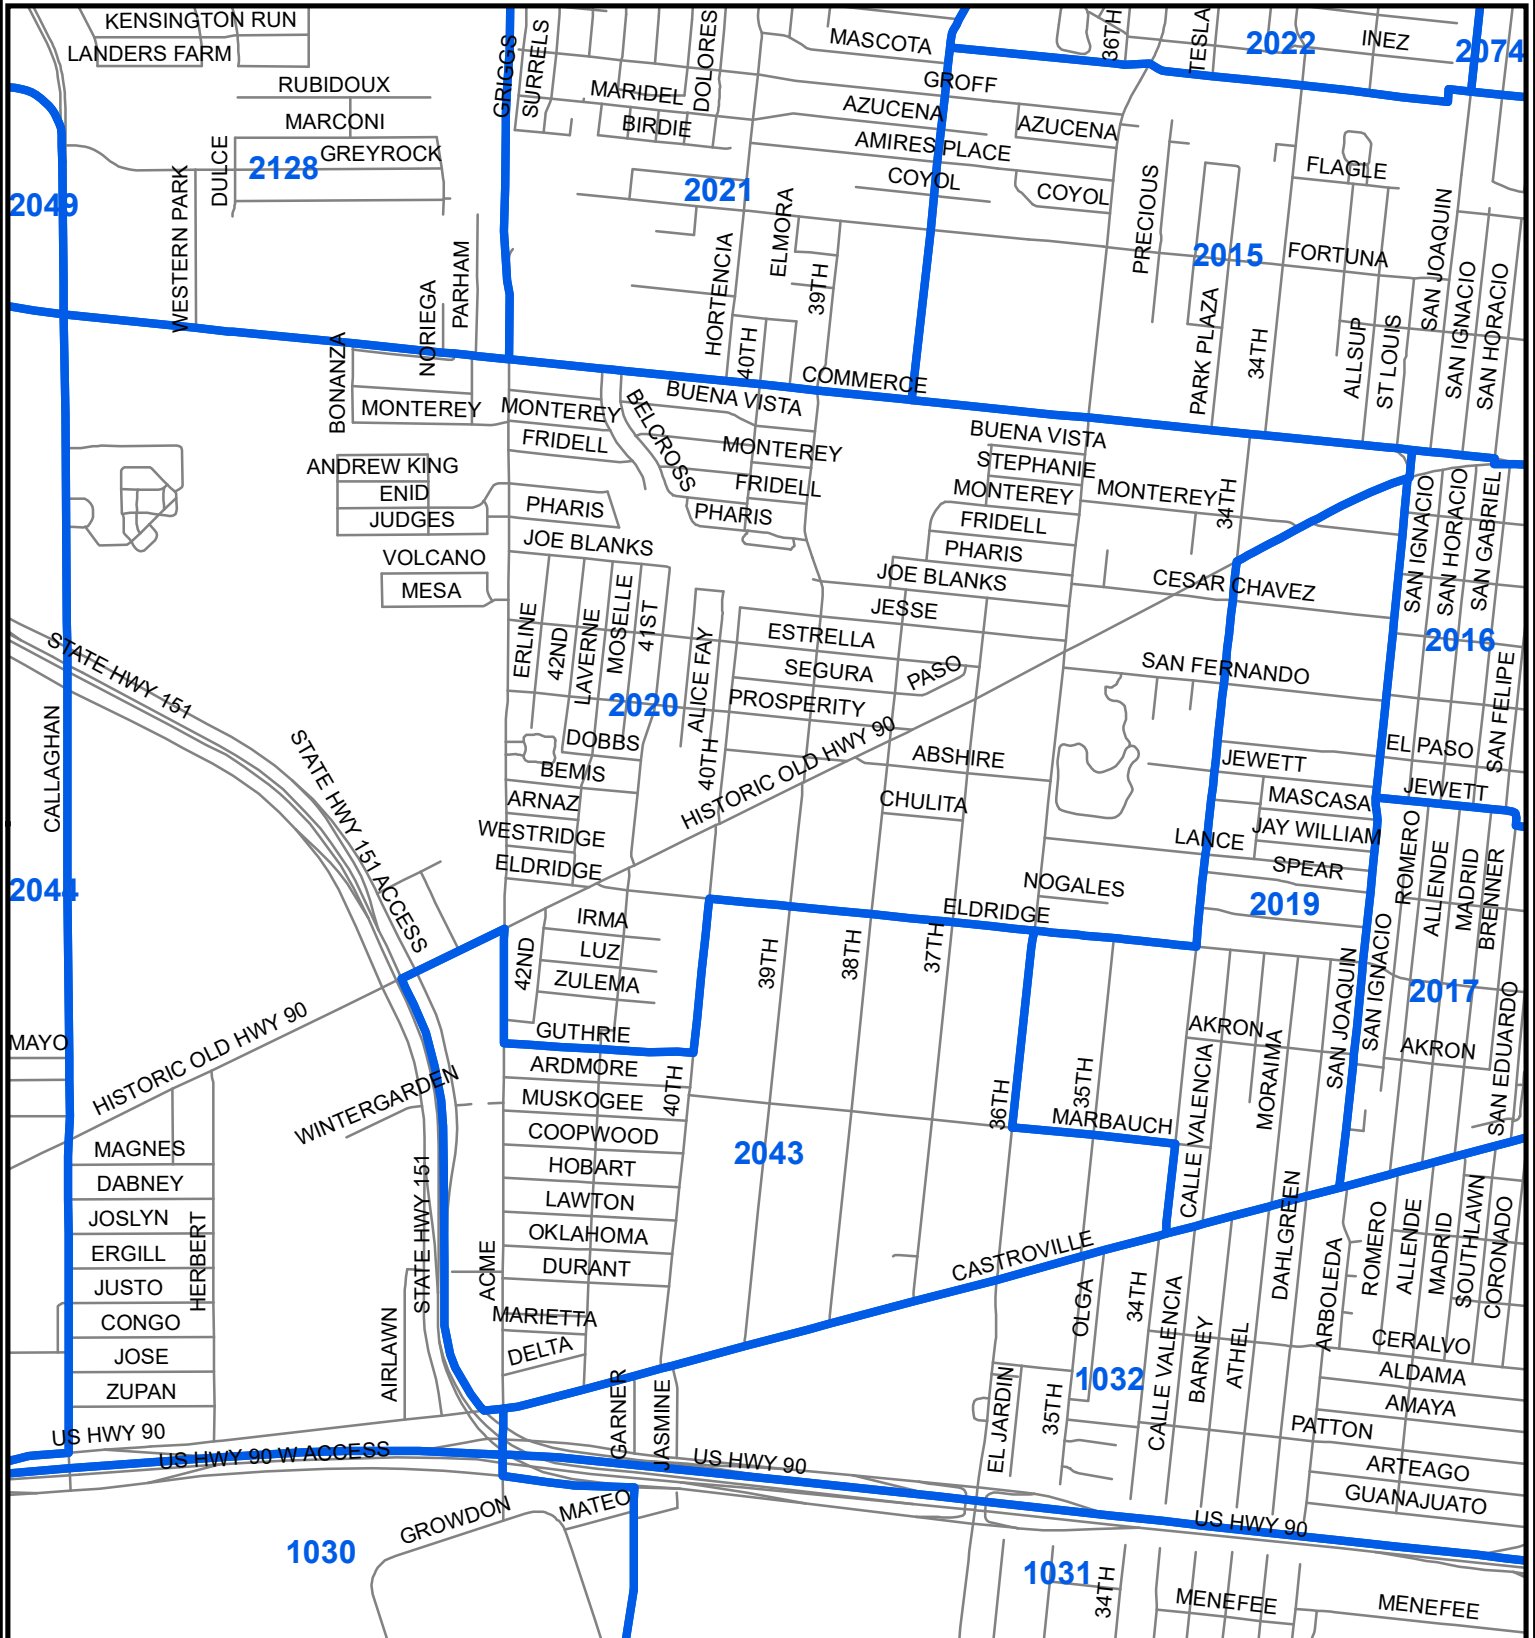 KENSINGTON RUN
LANDERS FARM
RUBIDOUX
MARCONI
GREYROCK
2128
DULCE
WESTERN PARK
2049
PARHAM
NORIEGA
BONANZA
GRIGGS
SURRELS
DOLORES
MARIDEL
BIRDIE
MASCOTA
GROFF
AZUCENA
AZUCENA
AMIRES PLACE
COYOL
COYOL
2021
HORTENCIA
ELMORA
39TH
40TH
COMMERCE
36TH
TESLA
2022
INEZ
2074
FLAGLE
PRECIOUS
2015
FORTUNA
SAN JOAQUIN
SAN IGNACIO
SAN HORACIO
PARK PLAZA
34TH
ALLSUP
ST LOUIS
MONTEREY
MONTEREY
FRIDELL
BELCROSS
BUENA VISTA
MONTEREY
FRIDELL
PHARIS
ANDREW KING
ENID
JUDGES
PHARIS
JOE BLANKS
VOLCANO
MESA
BUENA VISTA
STEPHANIE
MONTEREY
FRIDELL
PHARIS
JOE BLANKS
JESSE
MONTEREY
34TH
CESAR CHAVEZ
SAN IGNACIO
SAN HORACIO
SAN GABRIEL
2016
SAN FELIPE
ERLINE
42ND
LAVERNE
MOSELLE
41ST
ALICE FAY
40TH
2020
ESTRELLA
SEGURA
PASO
PROSPERITY
SAN FERNANDO
STATE HWY 151
CALLAGHAN
STATE HWY 151 ACCESS
DOBBS
BEMIS
ARNAZ
WESTRIDGE
ELDRIDGE
HISTORIC OLD HWY 90
ABSHIRE
CHULITA
EL PASO
JEWETT
JEWETT
MASCASA
JAY WILLIAM
LANCE
SPEAR
NOGALES
ELDRIDGE
2019
ROMERO
ALLENDE
MADRID
BRENNER
2044
IRMA
LUZ
ZULEMA
42ND
GUTHRIE
39TH
38TH
37TH
SAN JOAQUIN
SAN IGNACIO
2017
SAN EDUARDO
AKRON
AKRON
MORAIMA
MAYO
HISTORIC OLD HWY 90
WINTERGARDEN
ARDMORE
MUSKOGEE
COOPWOOD
HOBART
LAWTON
OKLAHOMA
DURANT
MARIETTA
DELTA
40TH
2043
36TH
35TH
MARBAUCH
CALLE VALENCIA
MAGNES
DABNEY
JOSLYN
ERGILL
JUSTO
CONGO
JOSE
ZUPAN
HERBERT
STATE HWY 151
ACME
AIRLAWN
CASTROVILLE
OLGA
34TH
CALLE VALENCIA
BARNEY
ATHEL
DAHLGREEN
ARBOLEDA
ROMERO
ALLENDE
MADRID
SOUTHLAWN
CORONADO
CERALVO
ALDAMA
AMAYA
PATTON
ARTEAGO
GUANAJUATO
1032
EL JARDIN
35TH
GARNER
JASMINE
US HWY 90
US HWY 90 W ACCESS
US HWY 90
US HWY 90
GROWDON
MATEO
1030
1031
34TH
MENEFEE
MENEFEE